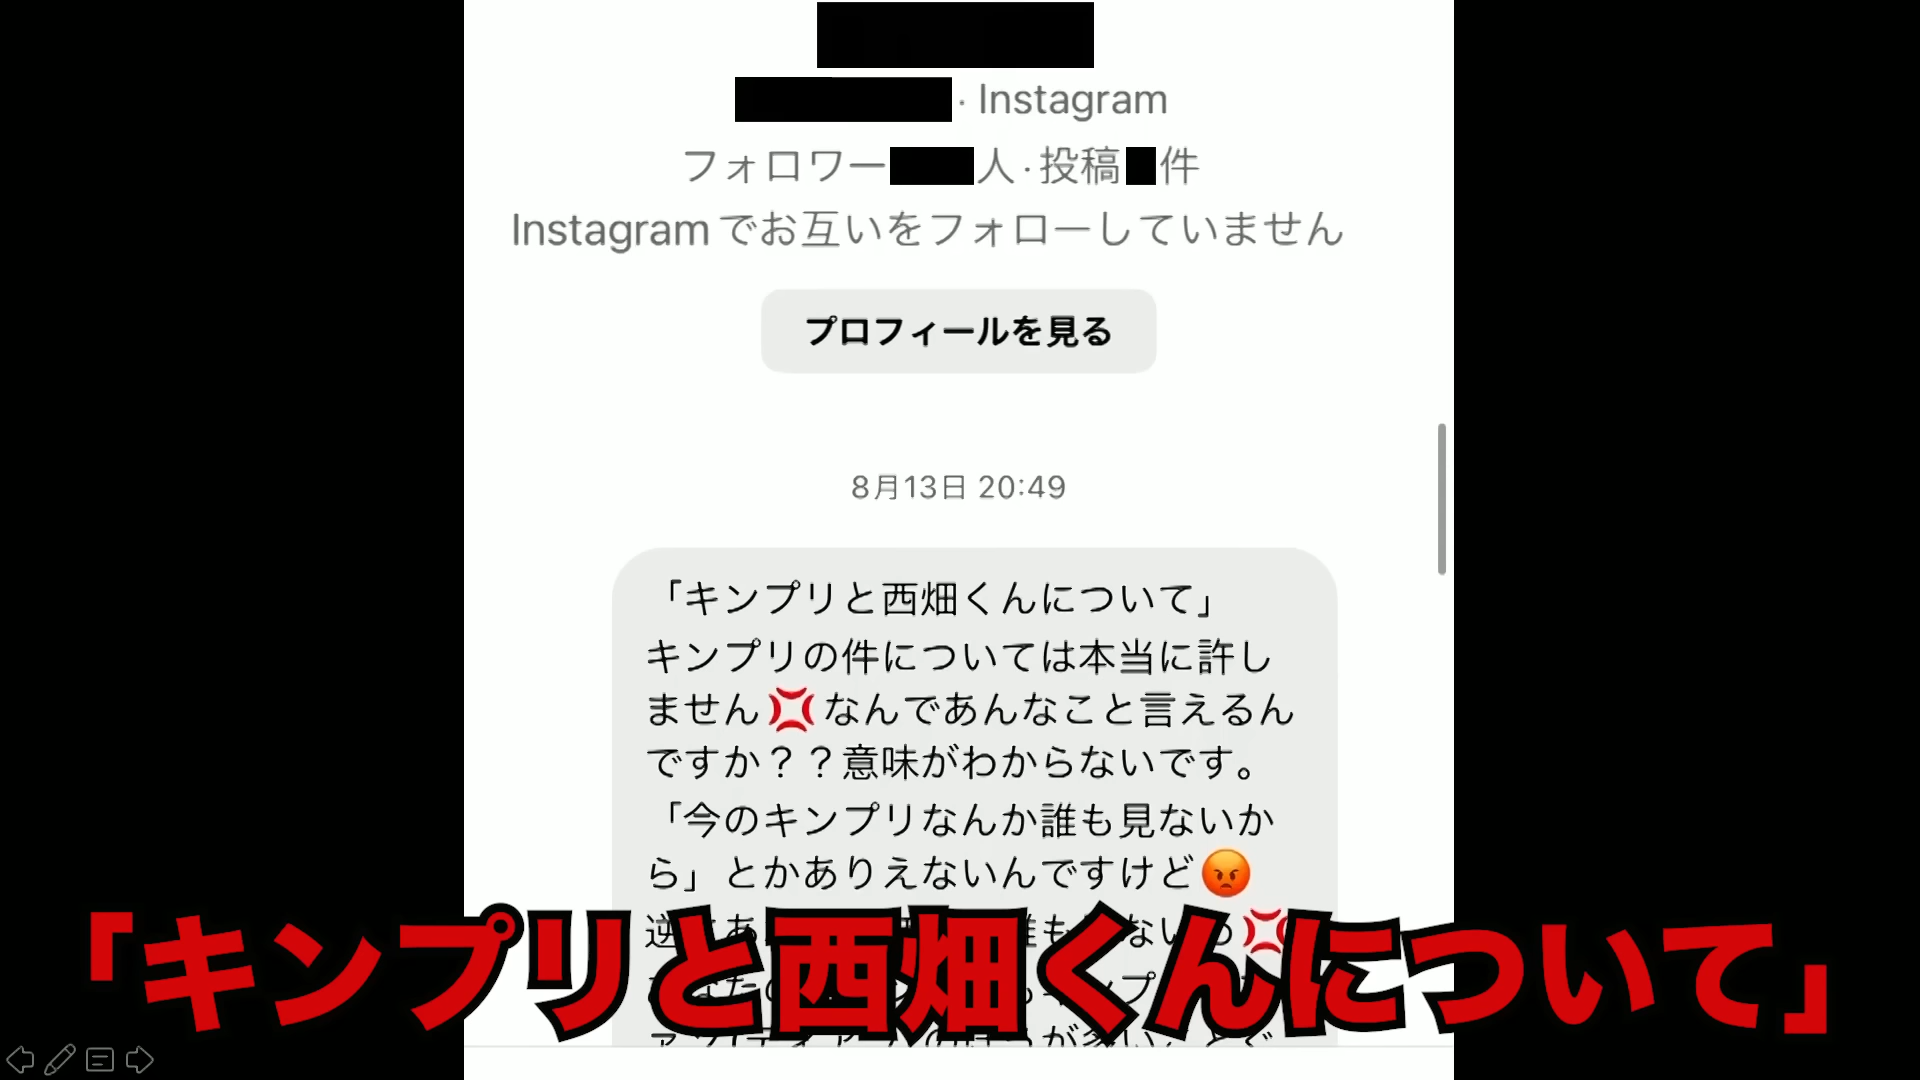 · Instagram
フォロワー 人·投稿 件
Instagramでお互いをフォローしていません
プロフィールを見る
8月13日 20:49
「キンプリと西畑くんについて」
キンプリの件については本当に許し
ません💢なんであんなこと言えるん
ですか？？意味がわからないです。
「今のキンプリなんか誰も見ないか
ら」とかありえないんですけど😡
「キンプリと西畑くんについて」